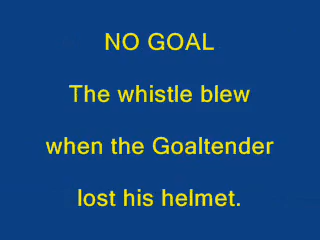 NO GOAL
The whistle blew
when the Goaltender
lost his helmet.